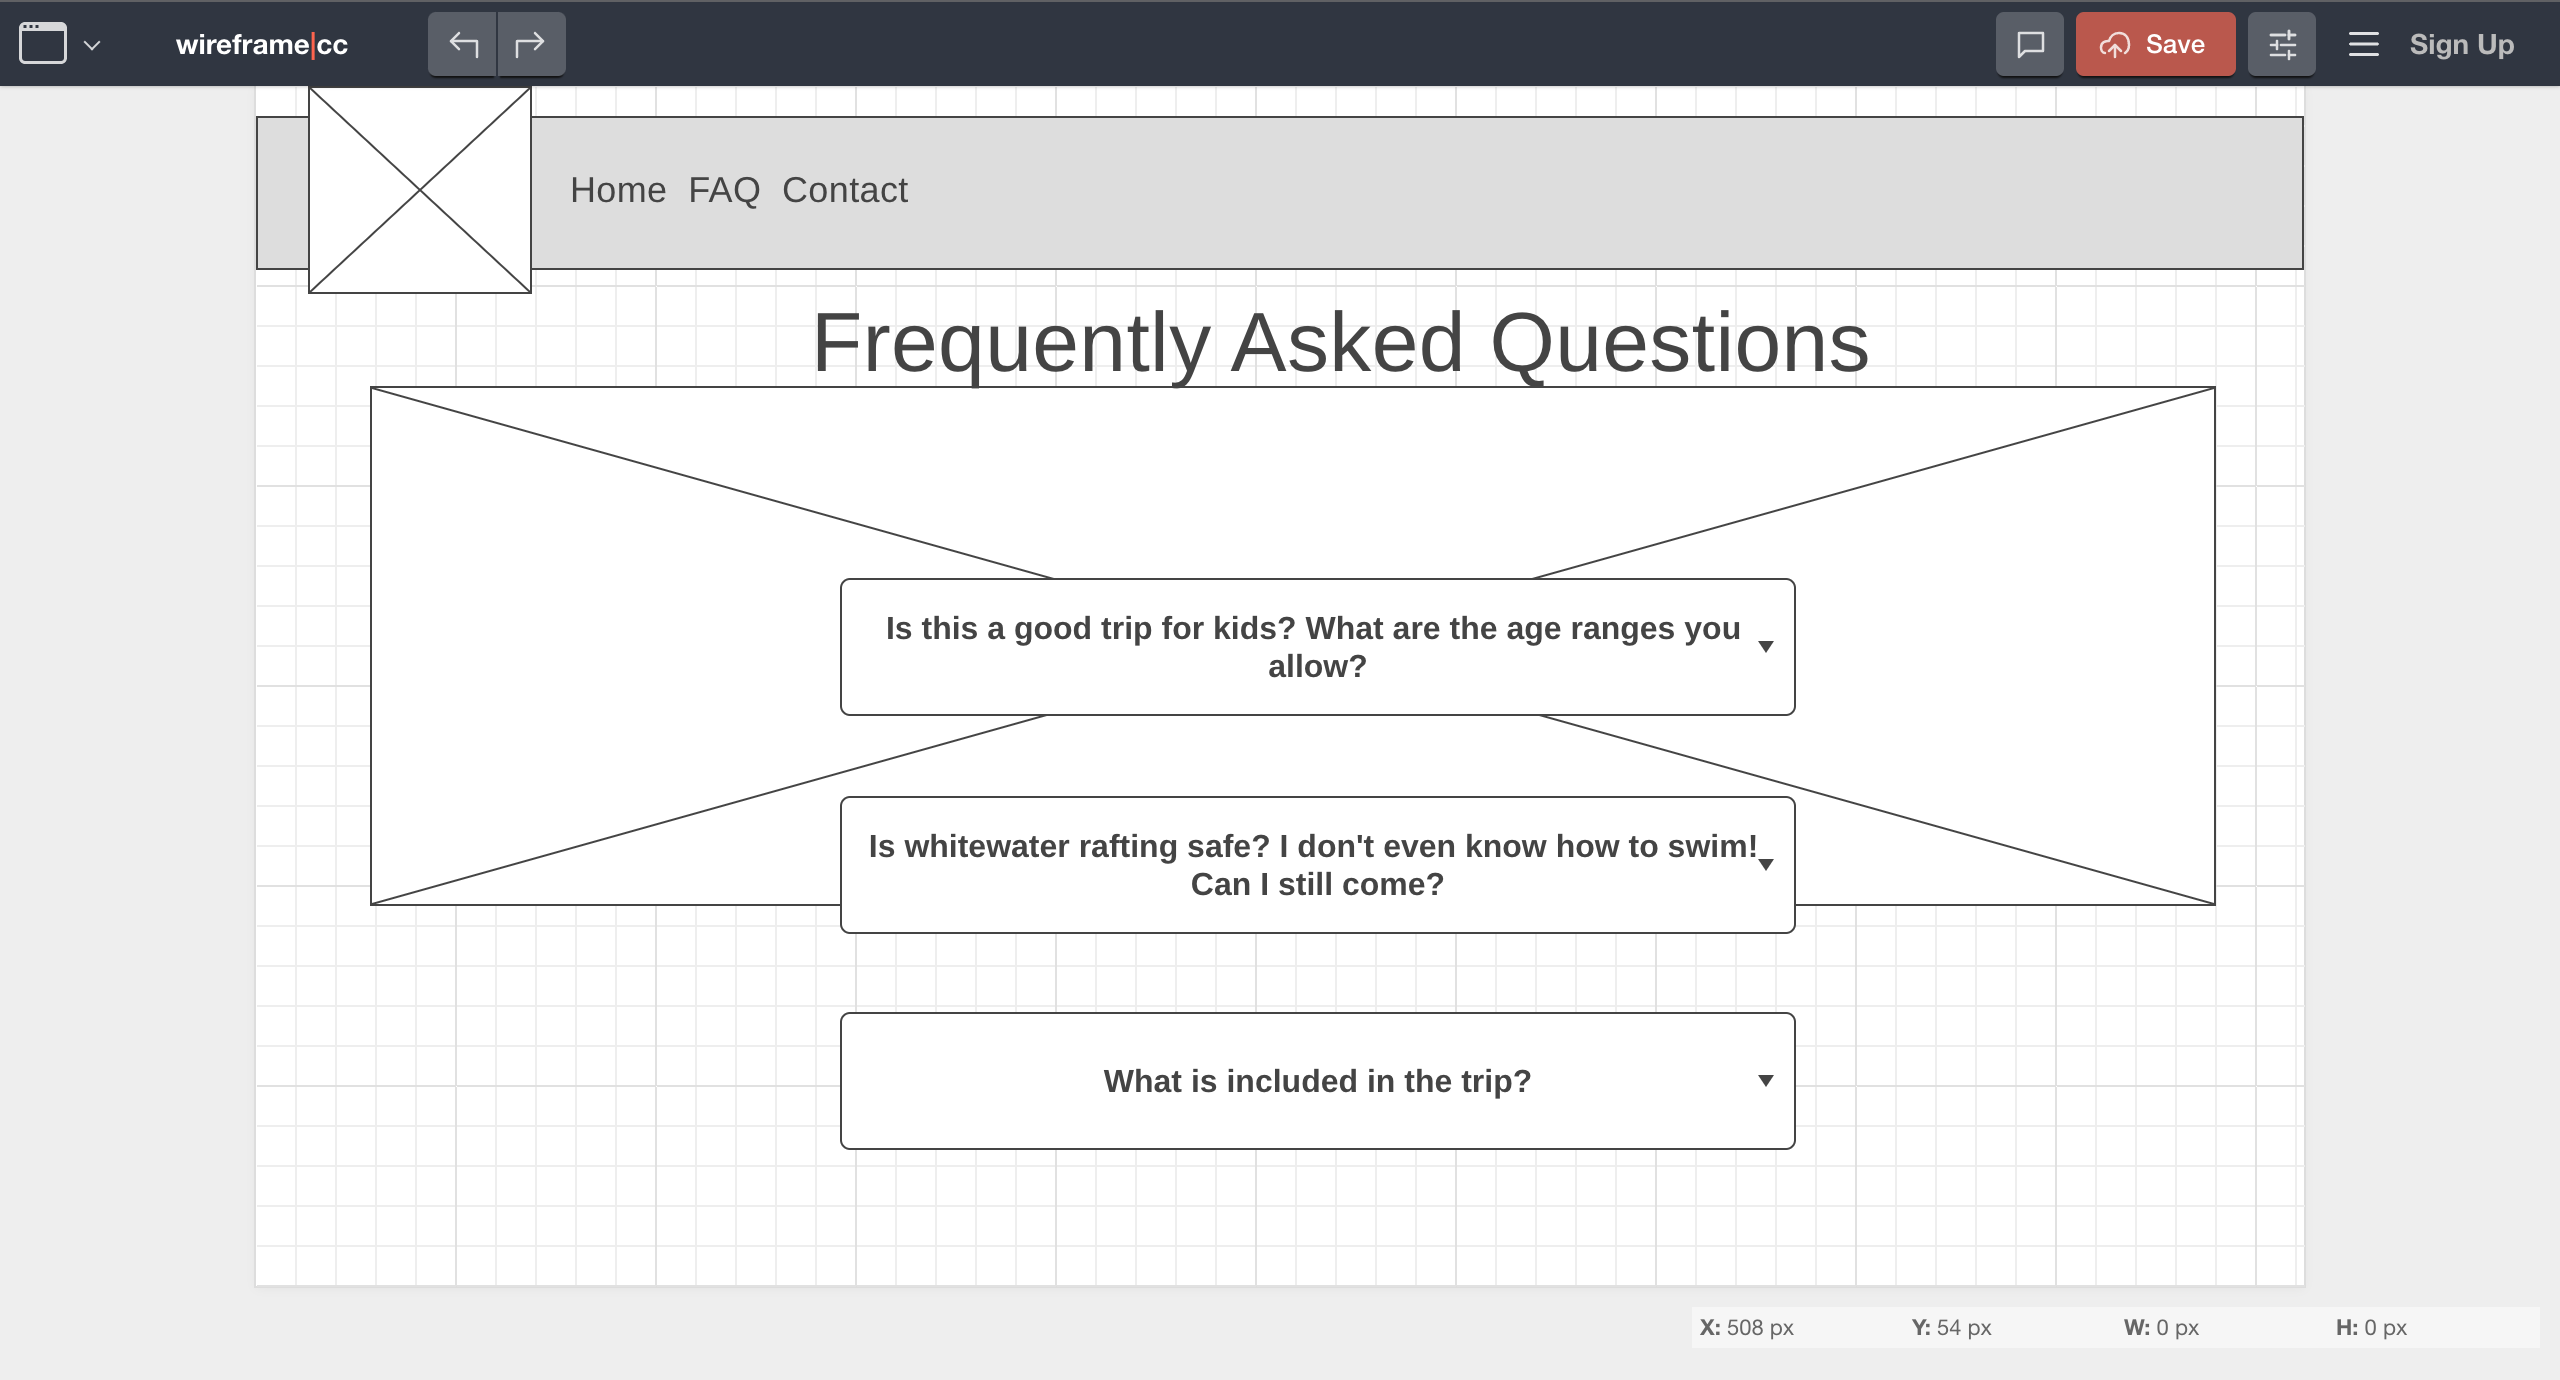 wireframe|cc
Save
Sign Up
Home FAQ Contact
Frequently Asked Questions
Is this a good trip for kids? What are the age ranges you
allow?
Is whitewater rafting safe? I don't even know how to swim!
Can I still come?
What is included in the trip?
X: 508 px Y: 54 px W: 0 px H: 0 px